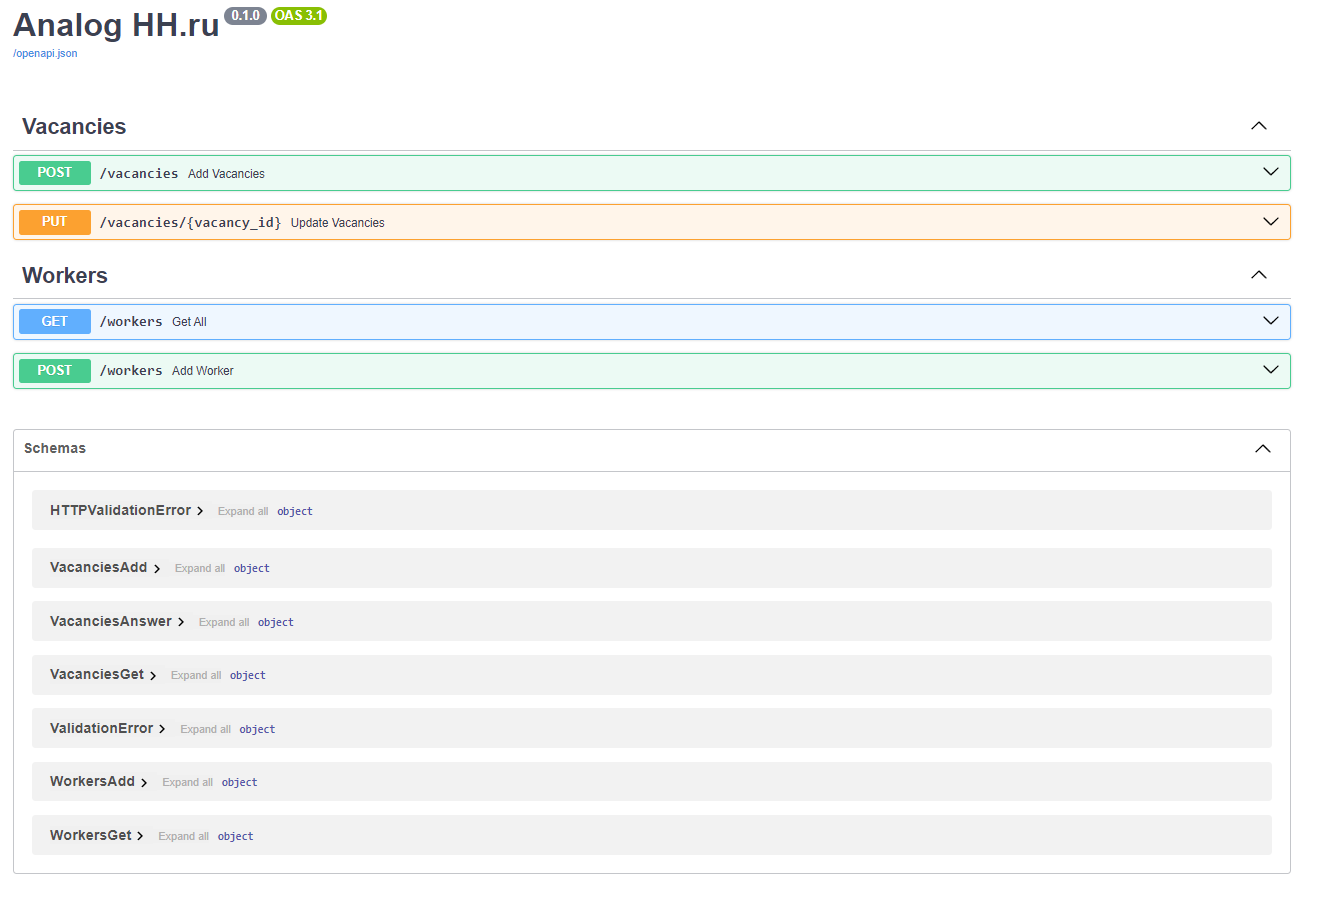 Analog HH.ru 0.1.0 OAS 3.1
/openapi.json
Vacancies
POST /vacancies Add Vacancies
PUT /vacancies/{vacancy_id} Update Vacancies
Workers
GET /workers Get All
POST /workers Add Worker
Schemas
HTTPValidationError Expand all object
VacanciesAdd Expand all object
VacanciesAnswer Expand all object
VacanciesGet Expand all object
ValidationError Expand all object
WorkersAdd Expand all object
WorkersGet Expand all object